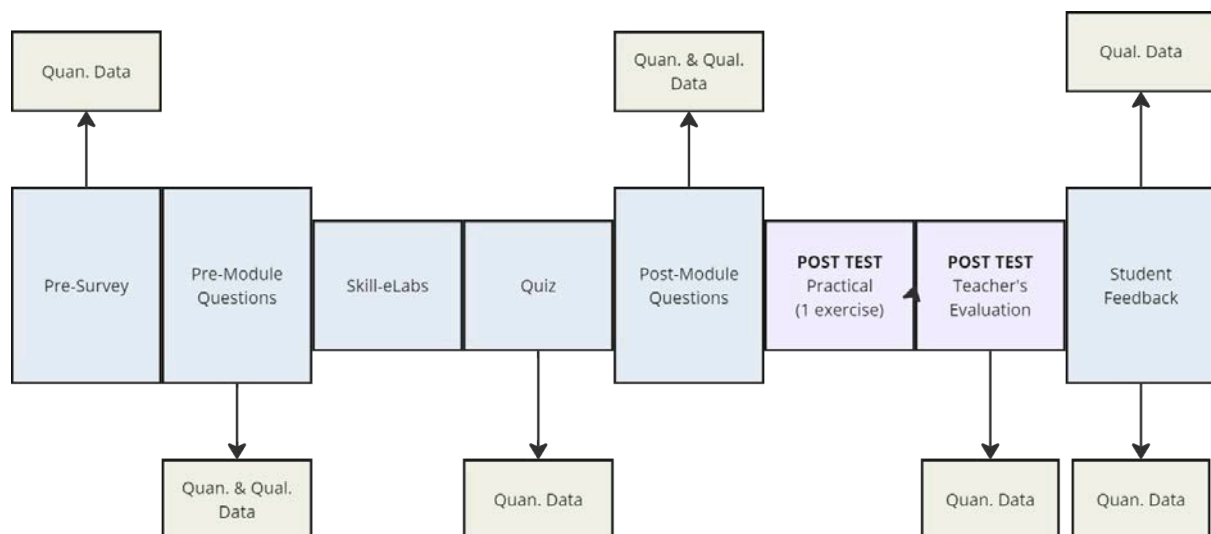 Quan. Data
Quan. & Qual.
Data
Qual. Data
Pre-Survey
Pre-Module
Questions
Skill-eLabs
Quiz
Post-Module
Questions
POST TEST
Practical
(1 exercise)
POST TEST
Teacher's
Evaluation
Student
Feedback
Quan. & Qual.
Data
Quan. Data
Quan. Data
Quan. Data